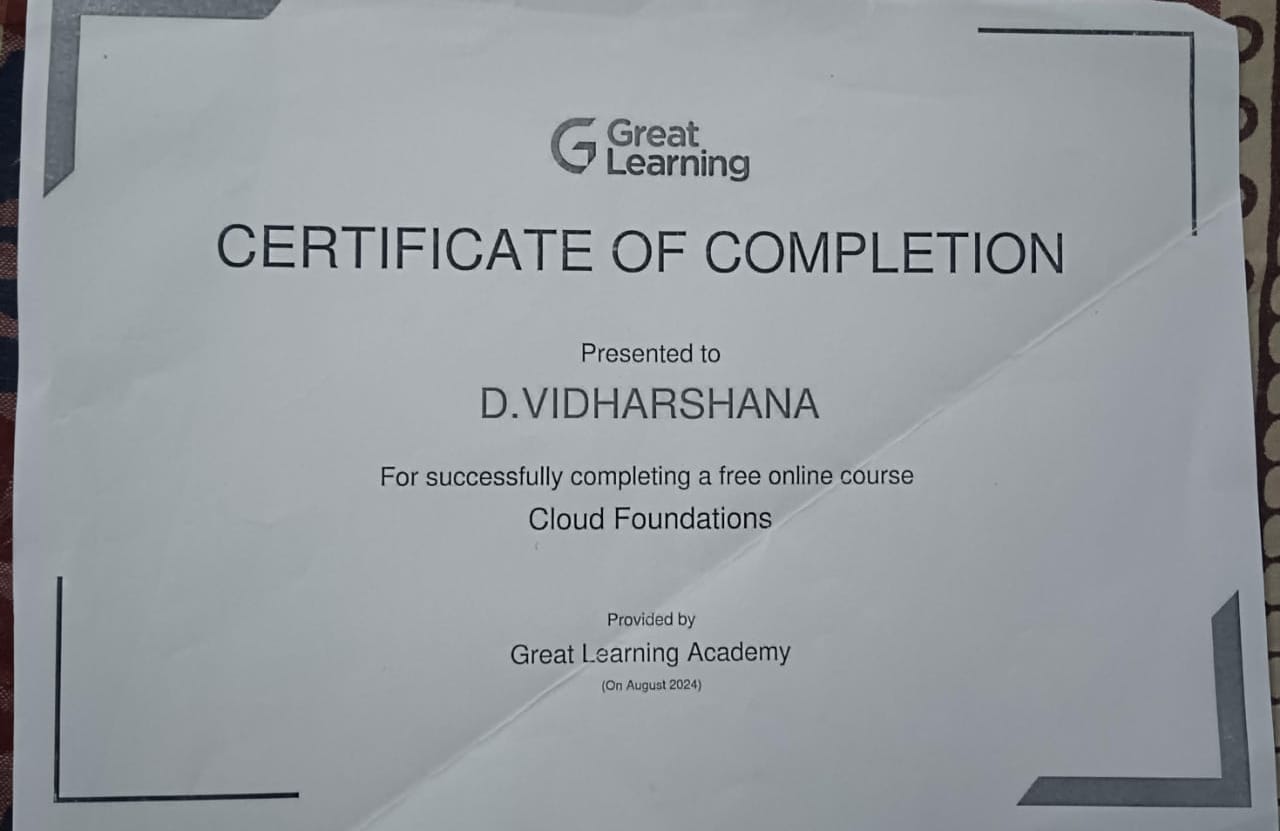 Great
Learning
CERTIFICATE OF COMPLETION
Presented to
D.VIDHARSHANA
For successfully completing a free online course
Cloud Foundations
Provided by
Great Learning Academy
(On August 2024)